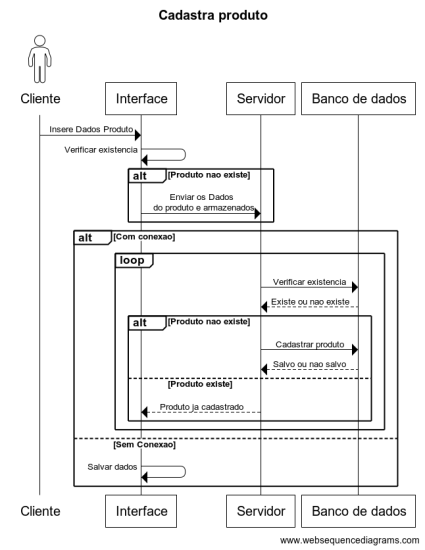 Cadastra produto
Cliente
Interface
Servidor
Banco de dados
Insere Dados Produto
Verificar existencia
alt
[Produto nao existe]
Enviar os Dados
do produto e armazenados
alt
[Com conexao]
loop
Verificar existencia
Existe ou nao existe
alt
[Produto nao existe]
Cadastrar produto
Salvo ou nao salvo
[Produto existe]
Produto ja cadastrado
[Sem Conexao]
Salvar dados
Cliente
Interface
Servidor
Banco de dados
www.websequencediagrams.com